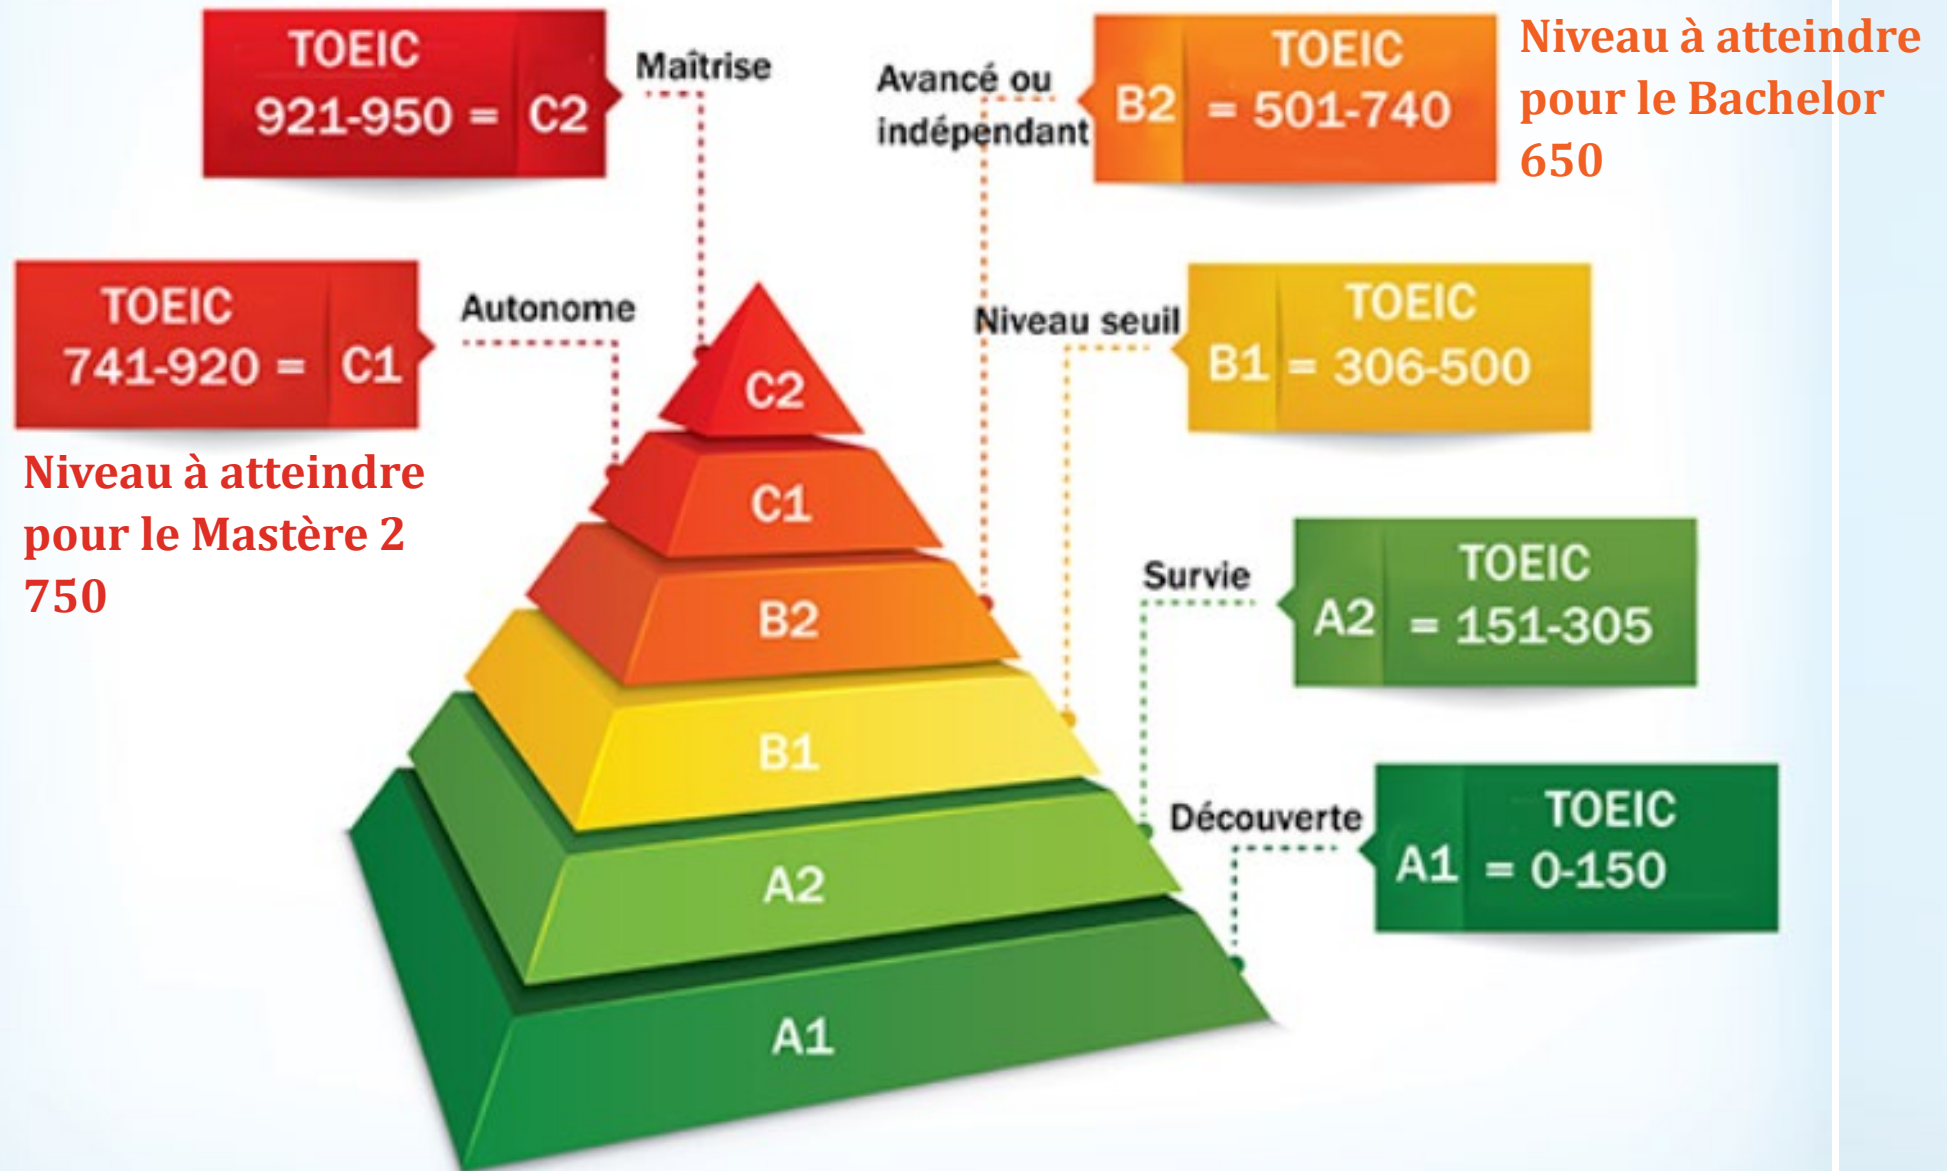 TOEIC
921-950 = C2
Maîtrise
Avancé ou
indépendant
TOEIC
B2 = 501-740
Niveau à atteindre
pour le Bachelor
650
TOEIC
741-920 = C1
Autonome
Niveau seuil
TOEIC
B1 = 306-500
Niveau à atteindre
pour le Mastère 2
750
Survie
TOEIC
A2 = 151-305
Découverte
TOEIC
A1 = 0-150
C2
C1
B2
B1
A2
A1